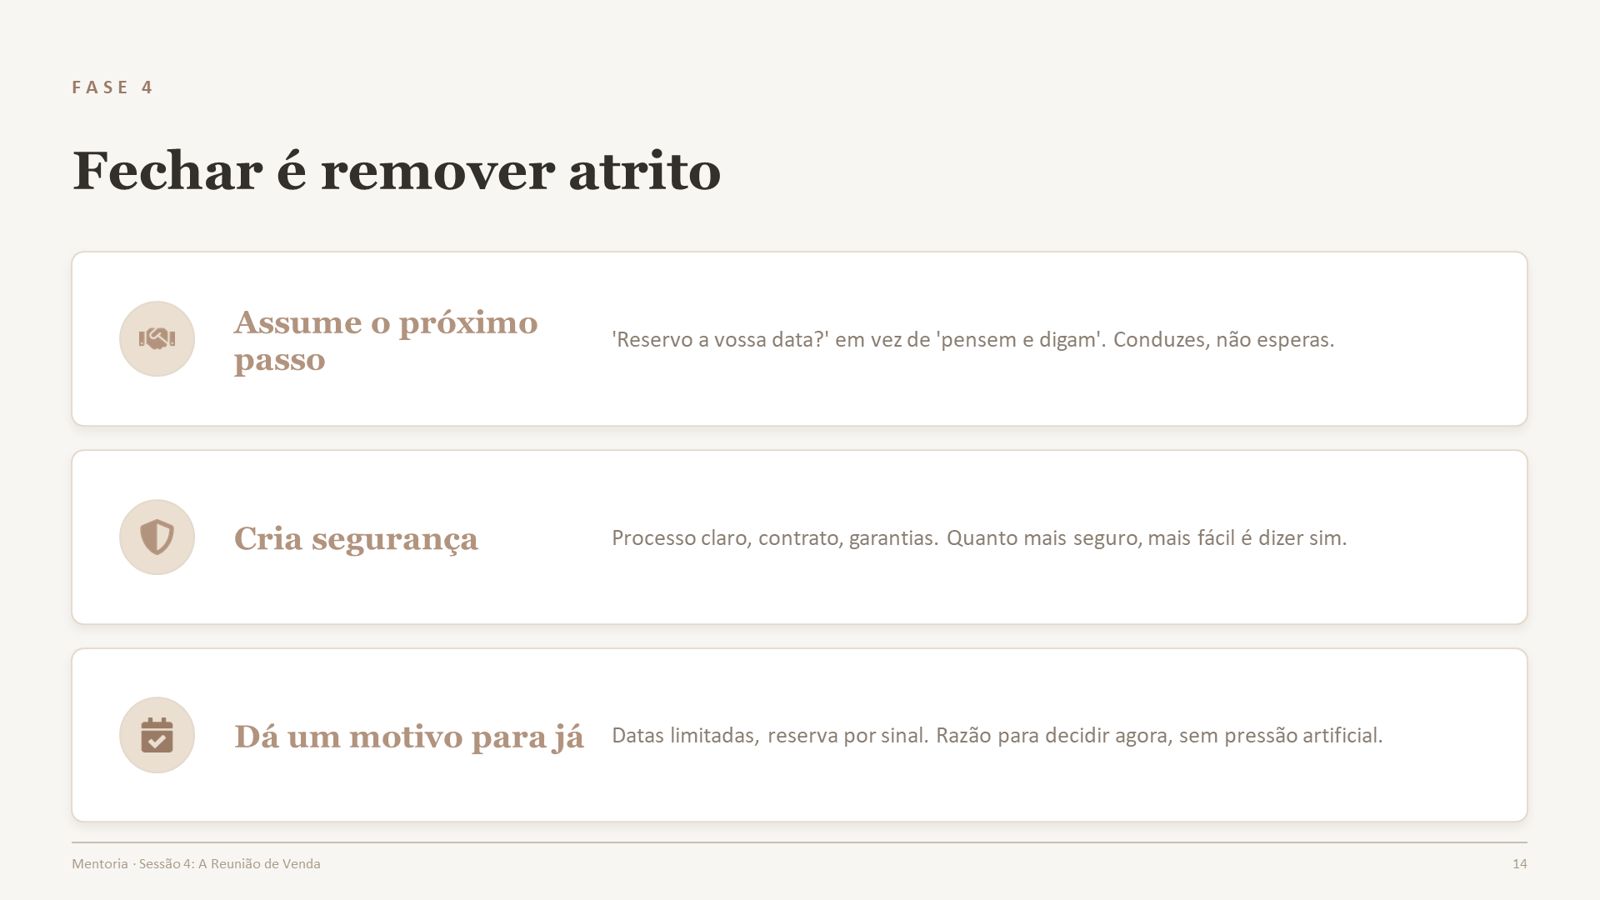 FASE 4
Fechar é remover atrito
Assume o próximo
passo
'Reservo a vossa data?' em vez de 'pensem e digam'. Conduzes, não esperas.
Cria segurança
Processo claro, contrato, garantias. Quanto mais seguro, mais fácil é dizer sim.
Dá um motivo para já
Datas limitadas, reserva por sinal. Razão para decidir agora, sem pressão artificial.
Mentoria · Sessão 4: A Reunião de Venda
14